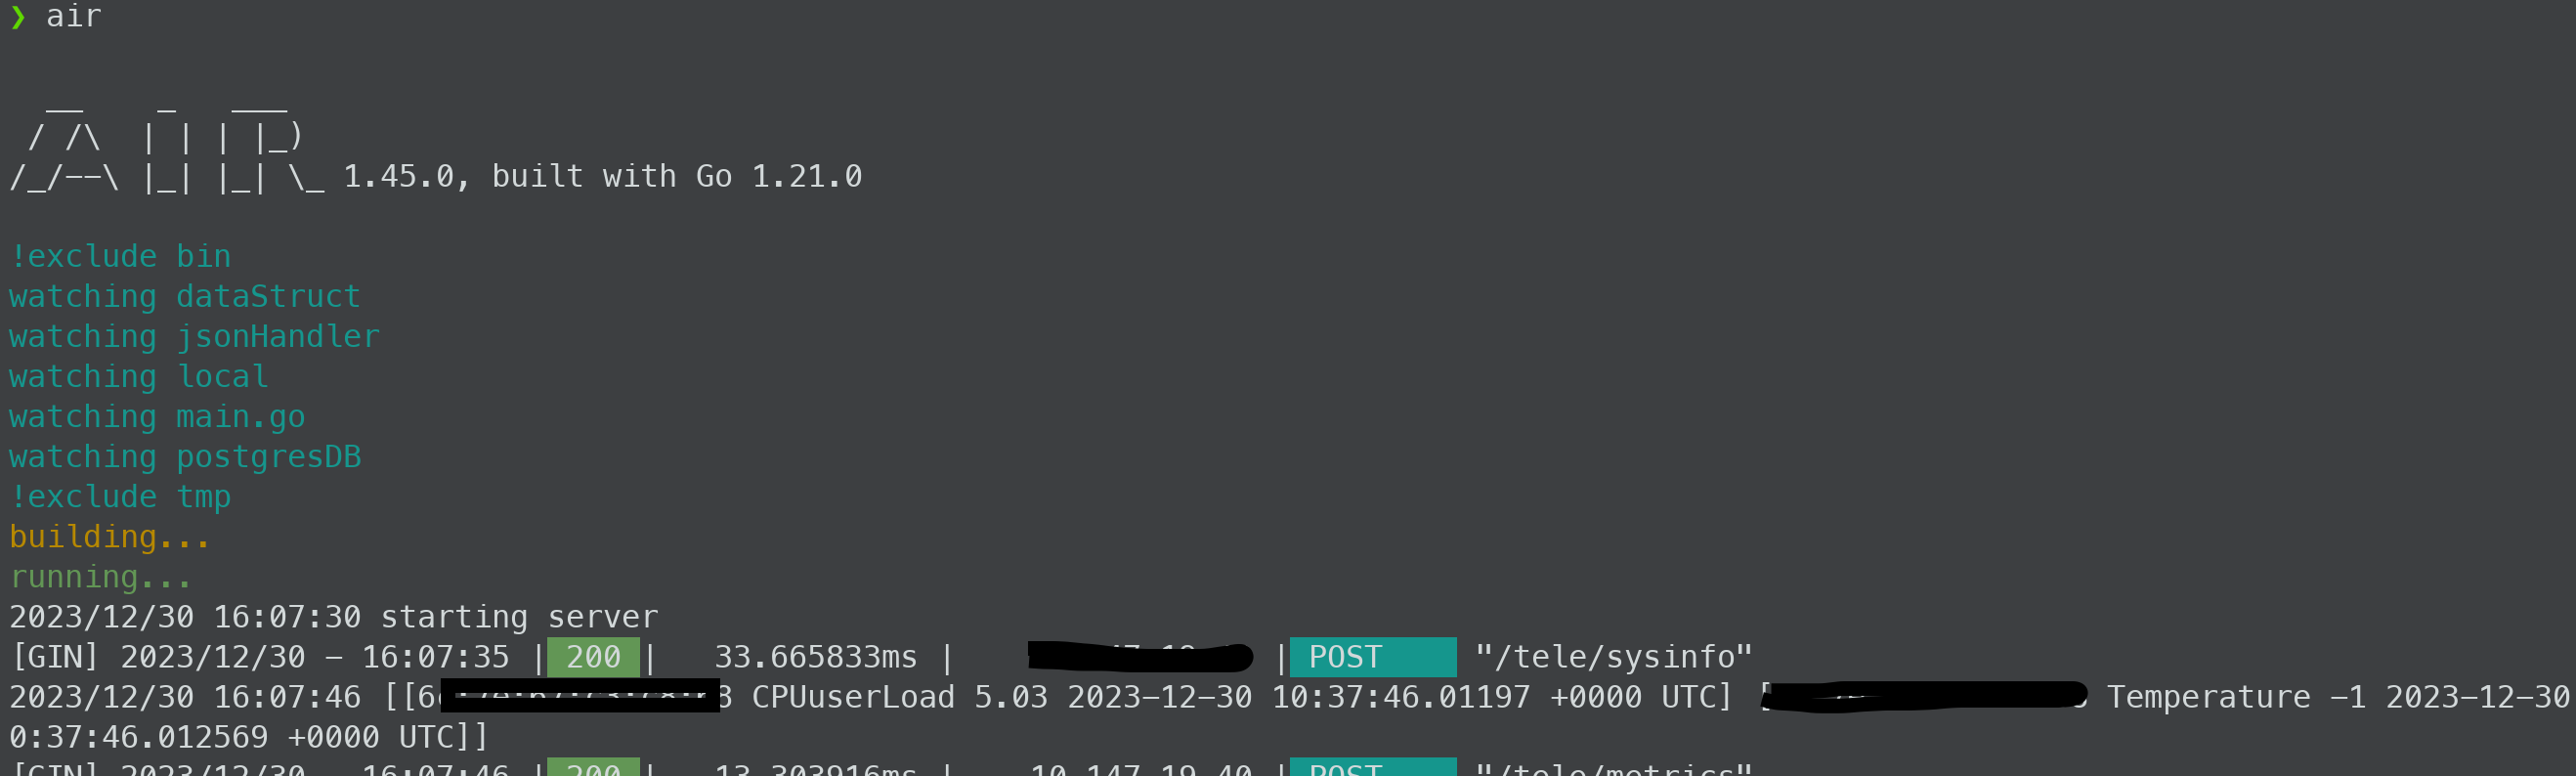 ❯ air
  __    _   ___
 / /\  | | | |_)
/_/--\ |_| |_| \_ 1.45.0, built with Go 1.21.0
!exclude bin
watching dataStruct
watching jsonHandler
watching local
watching main.go
watching postgresDB
!exclude tmp
building...
running...
2023/12/30 16:07:30 starting server
[GIN] 2023/12/30 - 16:07:35 | 200 | 33.665833ms | | POST "/tele/sysinfo"
2023/12/30 16:07:46 [[ CPUuserLoad 5.03 2023-12-30 10:37:46.01197 +0000 UTC] [ Temperature -1 2023-12-30
0:37:46.012569 +0000 UTC]]
[GIN] 2023/12/30 - 16:07:46 | 200 | 13.303916ms | 10.147.19.40 | POST "/tele/metrics"